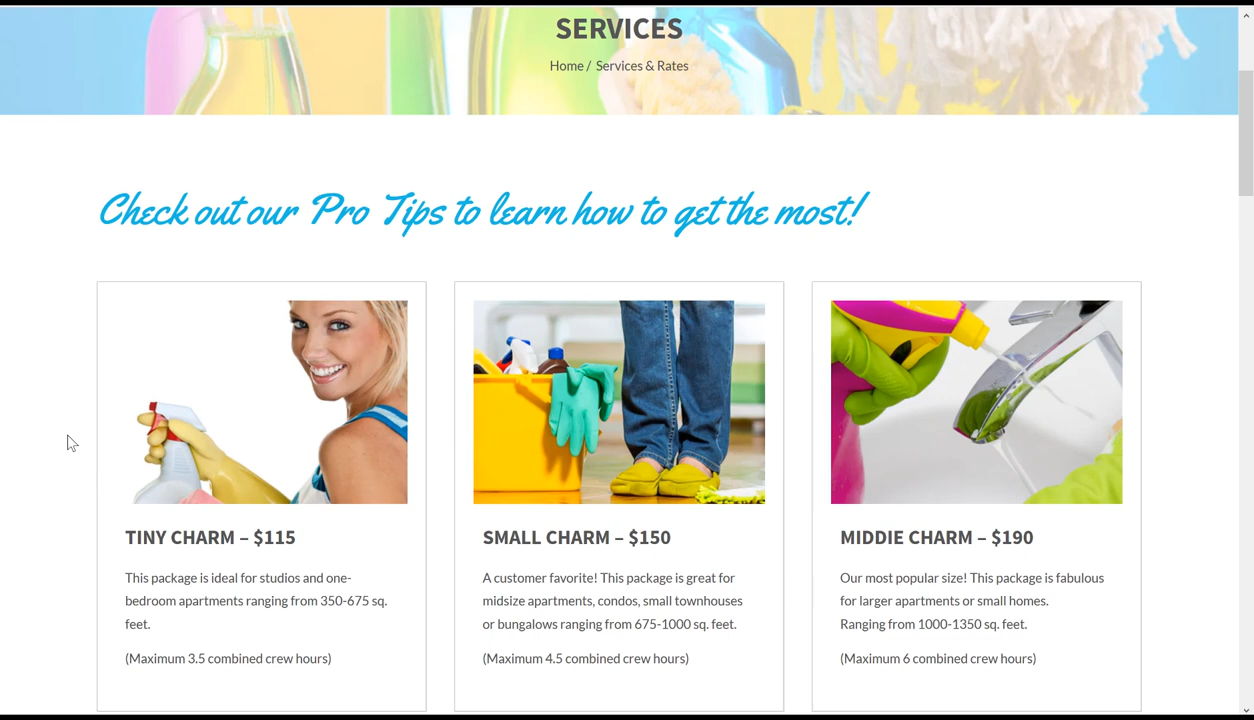 SERVICES
Home / Services & Rates
Check out our Pro Tips to learn how to get the most!
TINY CHARM – $115
This package is ideal for studios and one-
bedroom apartments ranging from 350-675 sq.
feet.
(Maximum 3.5 combined crew hours)
SMALL CHARM – $150
A customer favorite! This package is great for
midsize apartments, condos, small townhouses
or bungalows ranging from 675-1000 sq. feet.
(Maximum 4.5 combined crew hours)
MIDDIE CHARM – $190
Our most popular size! This package is fabulous
for larger apartments or small homes.
Ranging from 1000-1350 sq. feet.
(Maximum 6 combined crew hours)